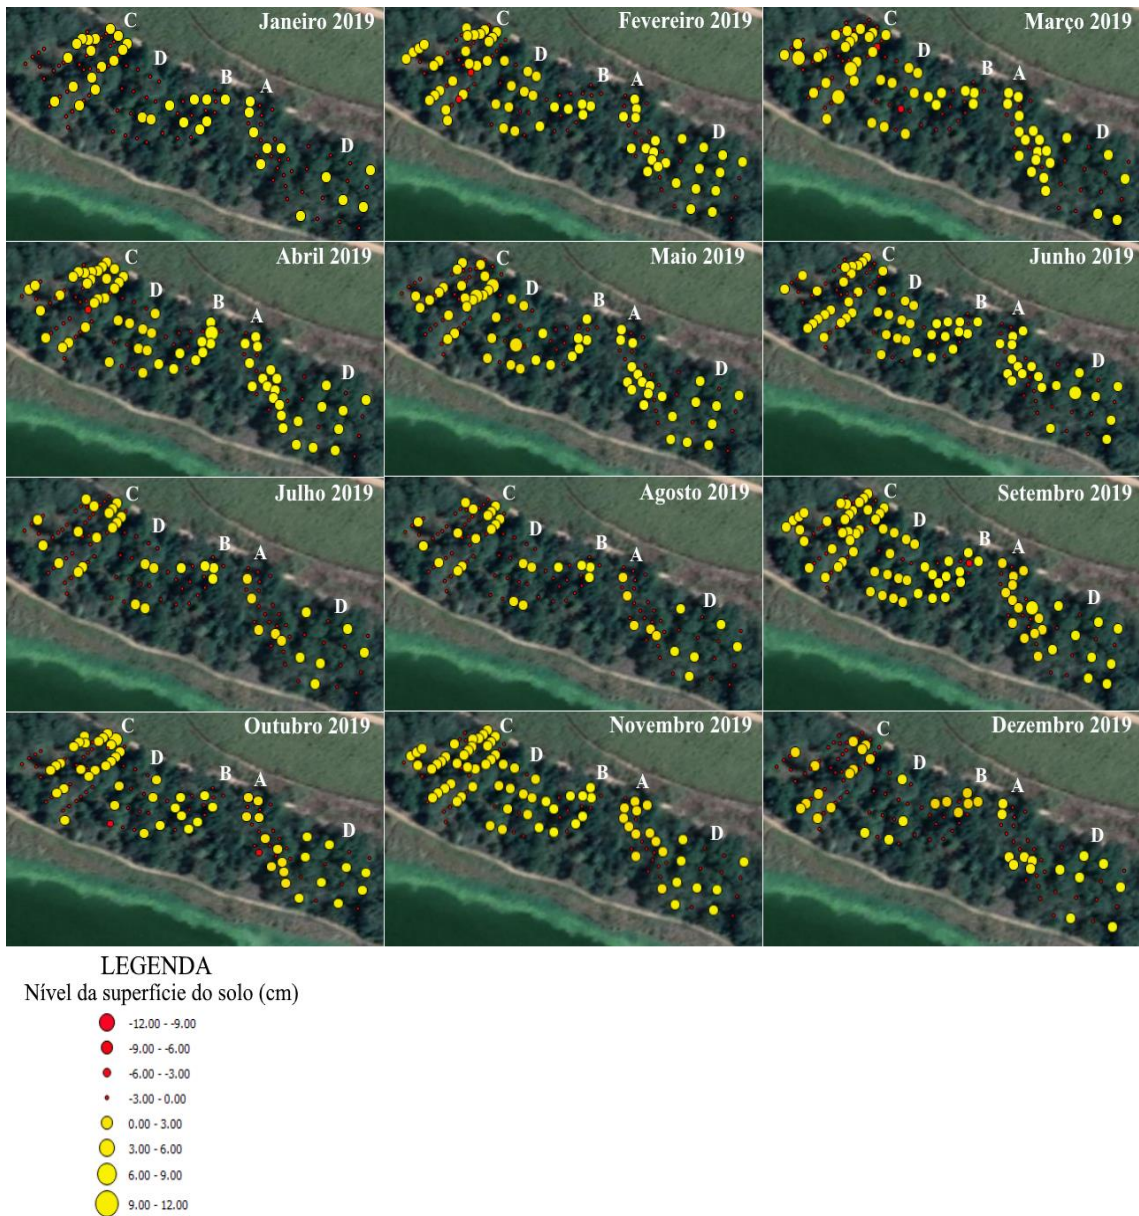 Janeiro 2019
C
D
B
A
D
Fevereiro 2019
C
D
B
A
D
Março 2019
C
D
B
A
D
Abril 2019
C
D
B
A
D
Maio 2019
C
D
B
A
D
Junho 2019
C
D
B
A
D
Julho 2019
C
D
B
A
D
Agosto 2019
C
D
B
A
D
Setembro 2019
C
D
B
A
D
Outubro 2019
C
D
B
A
D
Novembro 2019
C
D
B
A
D
Dezembro 2019
C
D
B
A
D
LEGENDA
Nível da superfície do solo (cm)
-12.00 - -9.00
-9.00 - -6.00
-6.00 - -3.00
-3.00 - 0.00
0.00 - 3.00
3.00 - 6.00
6.00 - 9.00
9.00 - 12.00